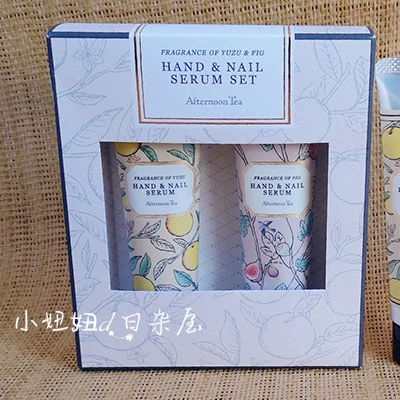 FRAGRANCE OF YUZU & FIG
HAND & NAIL
SERUM SET
Afternoon Tea
FRAGRANCE OF YUZU
HAND & NAIL
SERUM
Afternoon Tea
FRAGRANCE OF FIG
HAND & NAIL
SERUM
Afternoon Tea
小妞妞d日杂屋